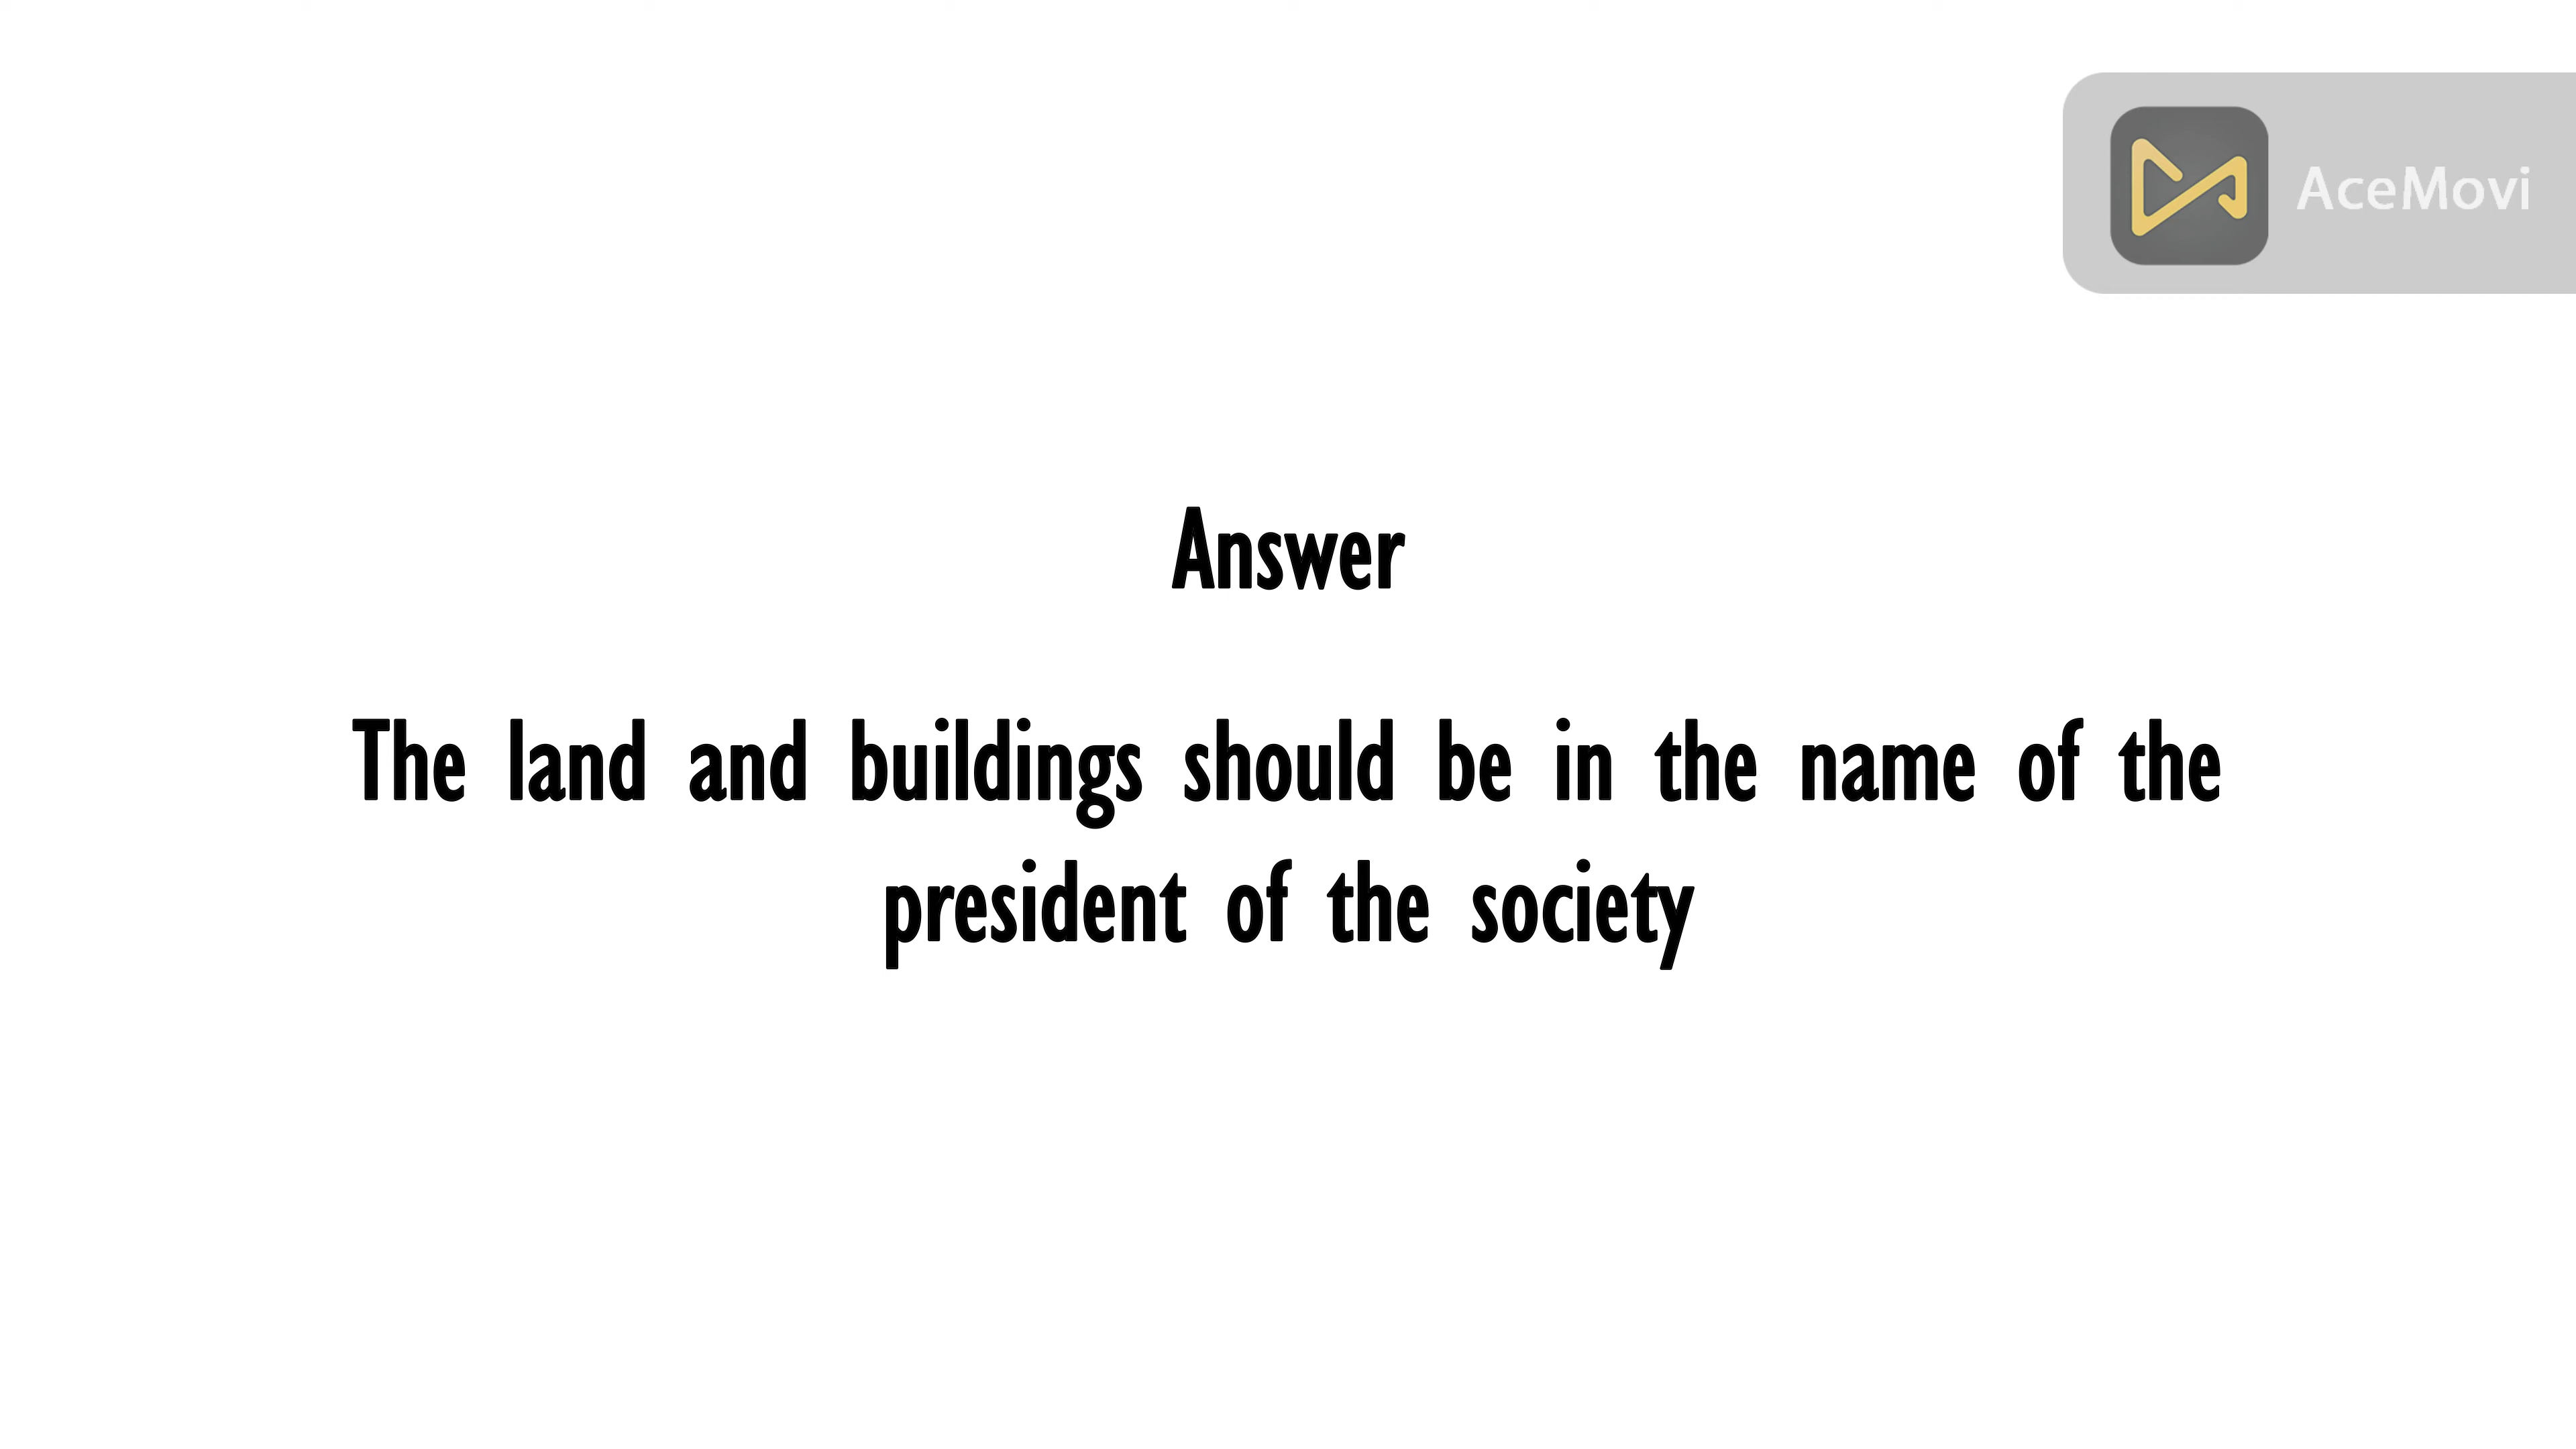 AceMovi
Answer
The land and buildings should be in the name of the
president of the society